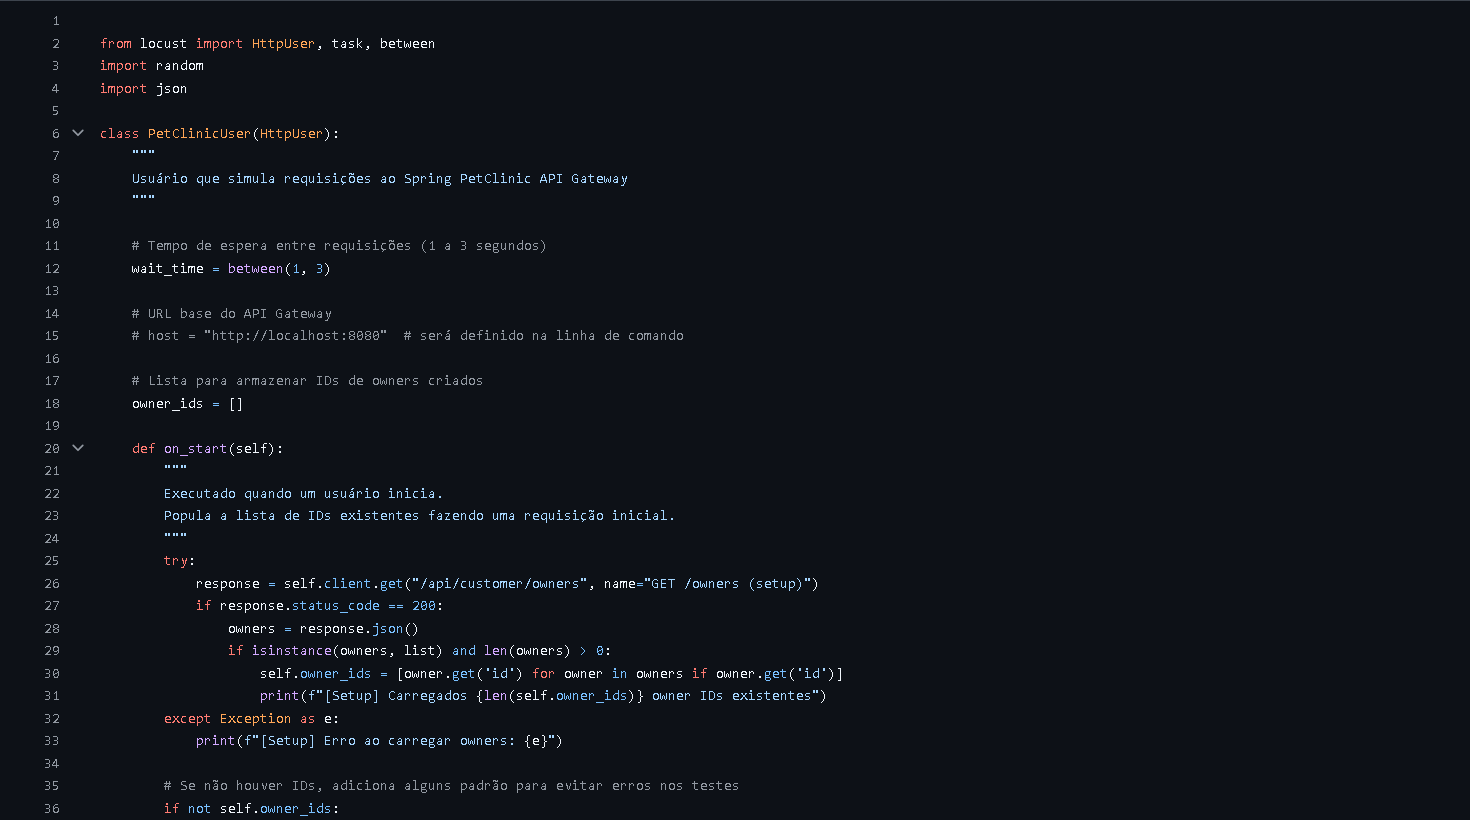 1
2 from locust import HttpUser, task, between
3 import random
4 import json
5
6 class PetClinicUser(HttpUser):
7     """
8     Usuário que simula requisições ao Spring PetClinic API Gateway
9     """
10
11     # Tempo de espera entre requisições (1 a 3 segundos)
12     wait_time = between(1, 3)
13
14     # URL base do API Gateway
15     # host = "http://localhost:8080"  # será definido na linha de comando
16
17     # Lista para armazenar IDs de owners criados
18     owner_ids = []
19
20     def on_start(self):
21         """
22         Executado quando um usuário inicia.
23         Popula a lista de IDs existentes fazendo uma requisição inicial.
24         """
25         try:
26             response = self.client.get("/api/customer/owners", name="GET /owners (setup)")
27             if response.status_code == 200:
28                 owners = response.json()
29                 if isinstance(owners, list) and len(owners) > 0:
30                     self.owner_ids = [owner.get('id') for owner in owners if owner.get('id')]
31                     print(f"[Setup] Carregados {len(self.owner_ids)} owner IDs existentes")
32         except Exception as e:
33             print(f"[Setup] Erro ao carregar owners: {e}")
34
35         # Se não houver IDs, adiciona alguns padrão para evitar erros nos testes
36         if not self.owner_ids: